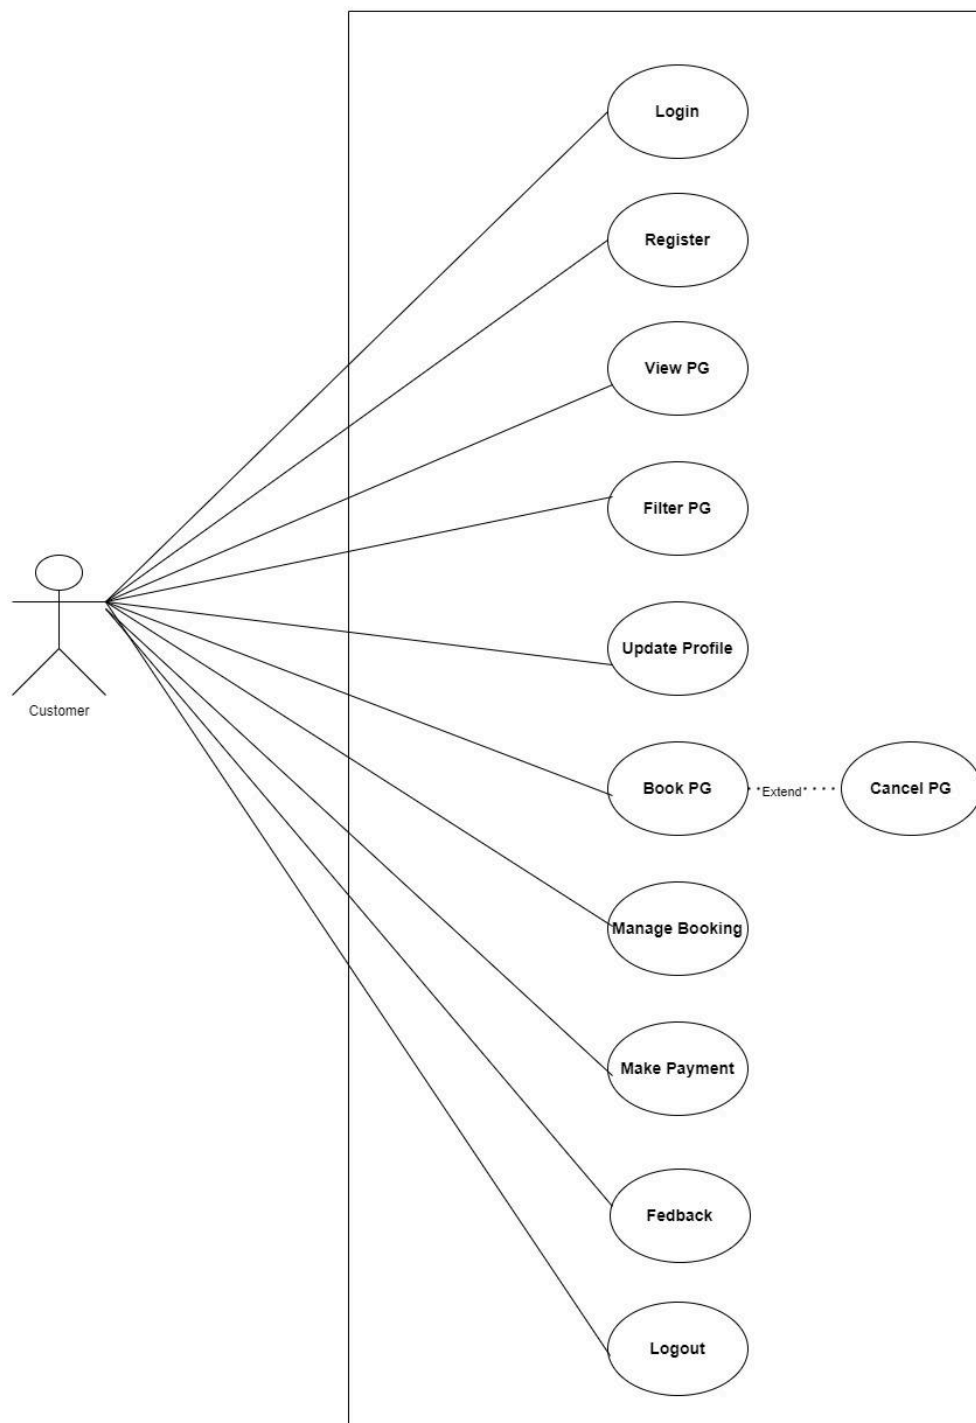 Login
Register
View PG
Filter PG
Customer
Update Profile
Book PG
Extend
Cancel PG
Manage Booking
Make Payment
Fedback
Logout